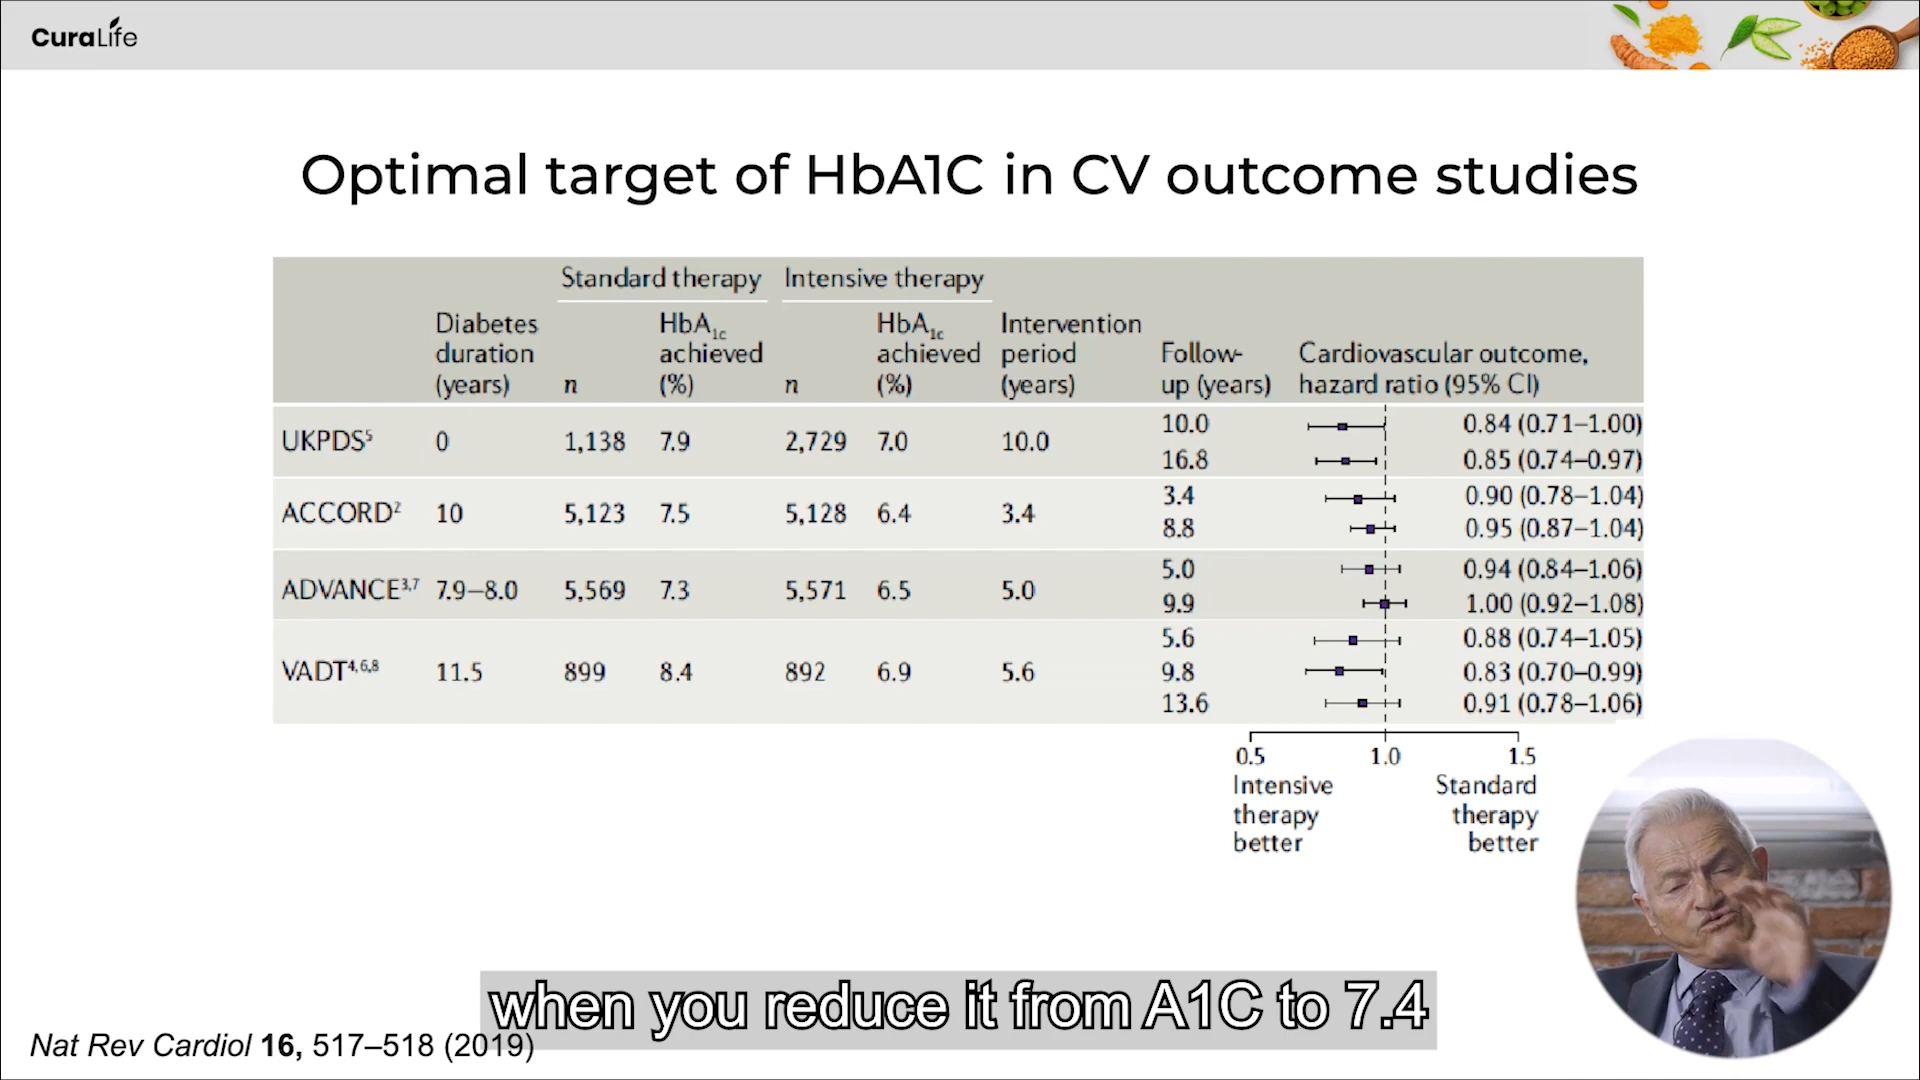 CuraLife
Optimal target of HbA1C in CV outcome studies
Standard therapy Intensive therapy
Diabetes duration (years)
n
HbA1c achieved (%)
n
HbA1c achieved (%)
Intervention period (years)
Follow-up (years)
Cardiovascular outcome, hazard ratio (95% CI)
UKPDS5 0 1,138 7.9 2,729 7.0 10.0
10.0 0.84 (0.71–1.00)
16.8 0.85 (0.74–0.97)
ACCORD2 10 5,123 7.5 5,128 6.4 3.4
3.4 0.90 (0.78–1.04)
8.8 0.95 (0.87–1.04)
ADVANCE3,7 7.9–8.0 5,569 7.3 5,571 6.5 5.0
5.0 0.94 (0.84–1.06)
9.9 1.00 (0.92–1.08)
VADT4,6,8 11.5 899 8.4 892 6.9 5.6
5.6 0.88 (0.74–1.05)
9.8 0.83 (0.70–0.99)
13.6 0.91 (0.78–1.06)
0.5 1.0 1.5
Intensive therapy better
Standard therapy better
when you reduce it from A1C to 7.4
Nat Rev Cardiol 16, 517–518 (2019)